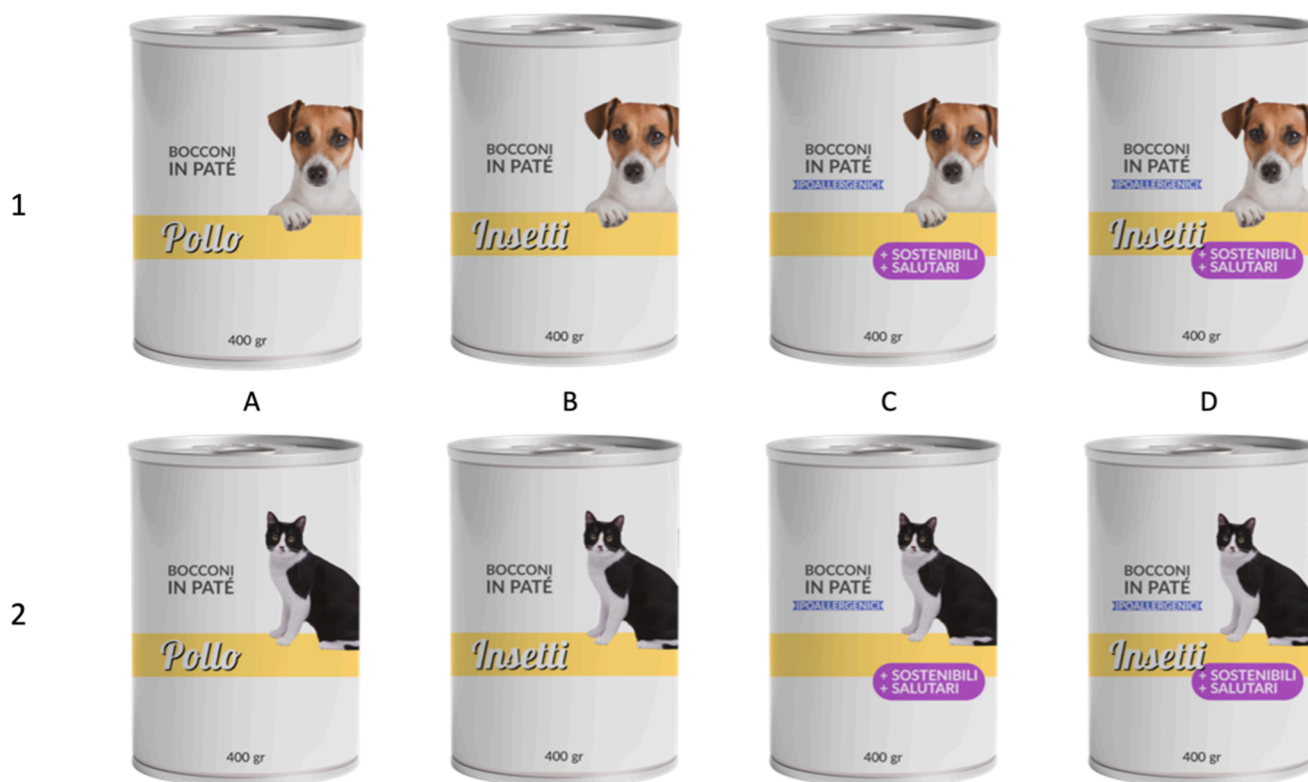 1
BOCCONI
IN PATÉ
Pollo
400 gr
BOCCONI
IN PATÉ
Insetti
400 gr
BOCCONI
IN PATÉ
IPOALLERGENICI
+ SOSTENIBILI
+ SALUTARI
400 gr
BOCCONI
IN PATÉ
IPOALLERGENICI
Insetti
+ SOSTENIBILI
+ SALUTARI
400 gr
A
B
C
D
2
BOCCONI
IN PATÉ
Pollo
400 gr
BOCCONI
IN PATÉ
Insetti
400 gr
BOCCONI
IN PATÉ
IPOALLERGENICI
+ SOSTENIBILI
+ SALUTARI
400 gr
BOCCONI
IN PATÉ
IPOALLERGENICI
Insetti
+ SOSTENIBILI
+ SALUTARI
400 gr